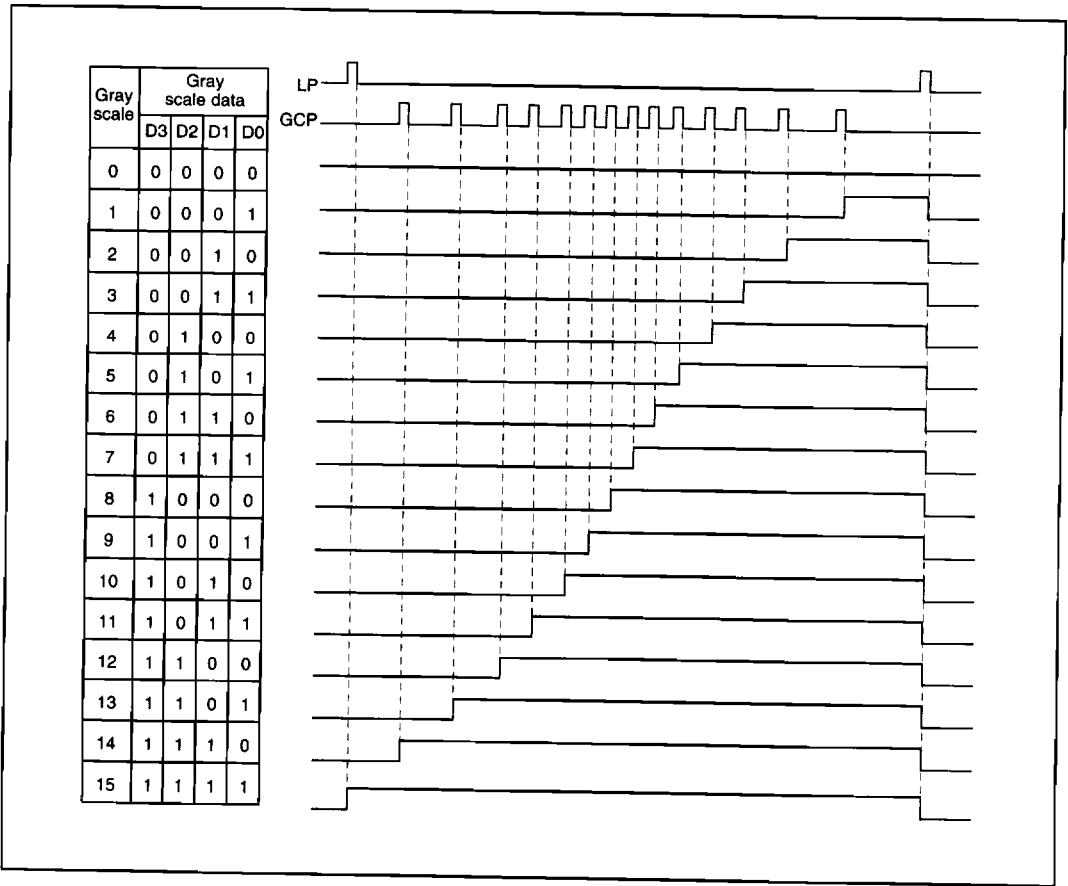 Gray scale
Gray scale data
D3 D2 D1 D0
0 0 0 0 0
1 0 0 0 1
2 0 0 1 0
3 0 0 1 1
4 0 1 0 0
5 0 1 0 1
6 0 1 1 0
7 0 1 1 1
8 1 0 0 0
9 1 0 0 1
10 1 0 1 0
11 1 0 1 1
12 1 1 0 0
13 1 1 0 1
14 1 1 1 0
15 1 1 1 1
LP
GCP